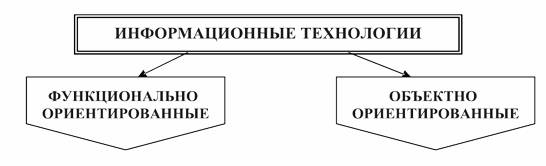 ИНФОРМАЦИОННЫЕ ТЕХНОЛОГИИ
ФУНКЦИОНАЛЬНО
ОРИЕНТИРОВАННЫЕ
ОБЪЕКТНО
ОРИЕНТИРОВАННЫЕ